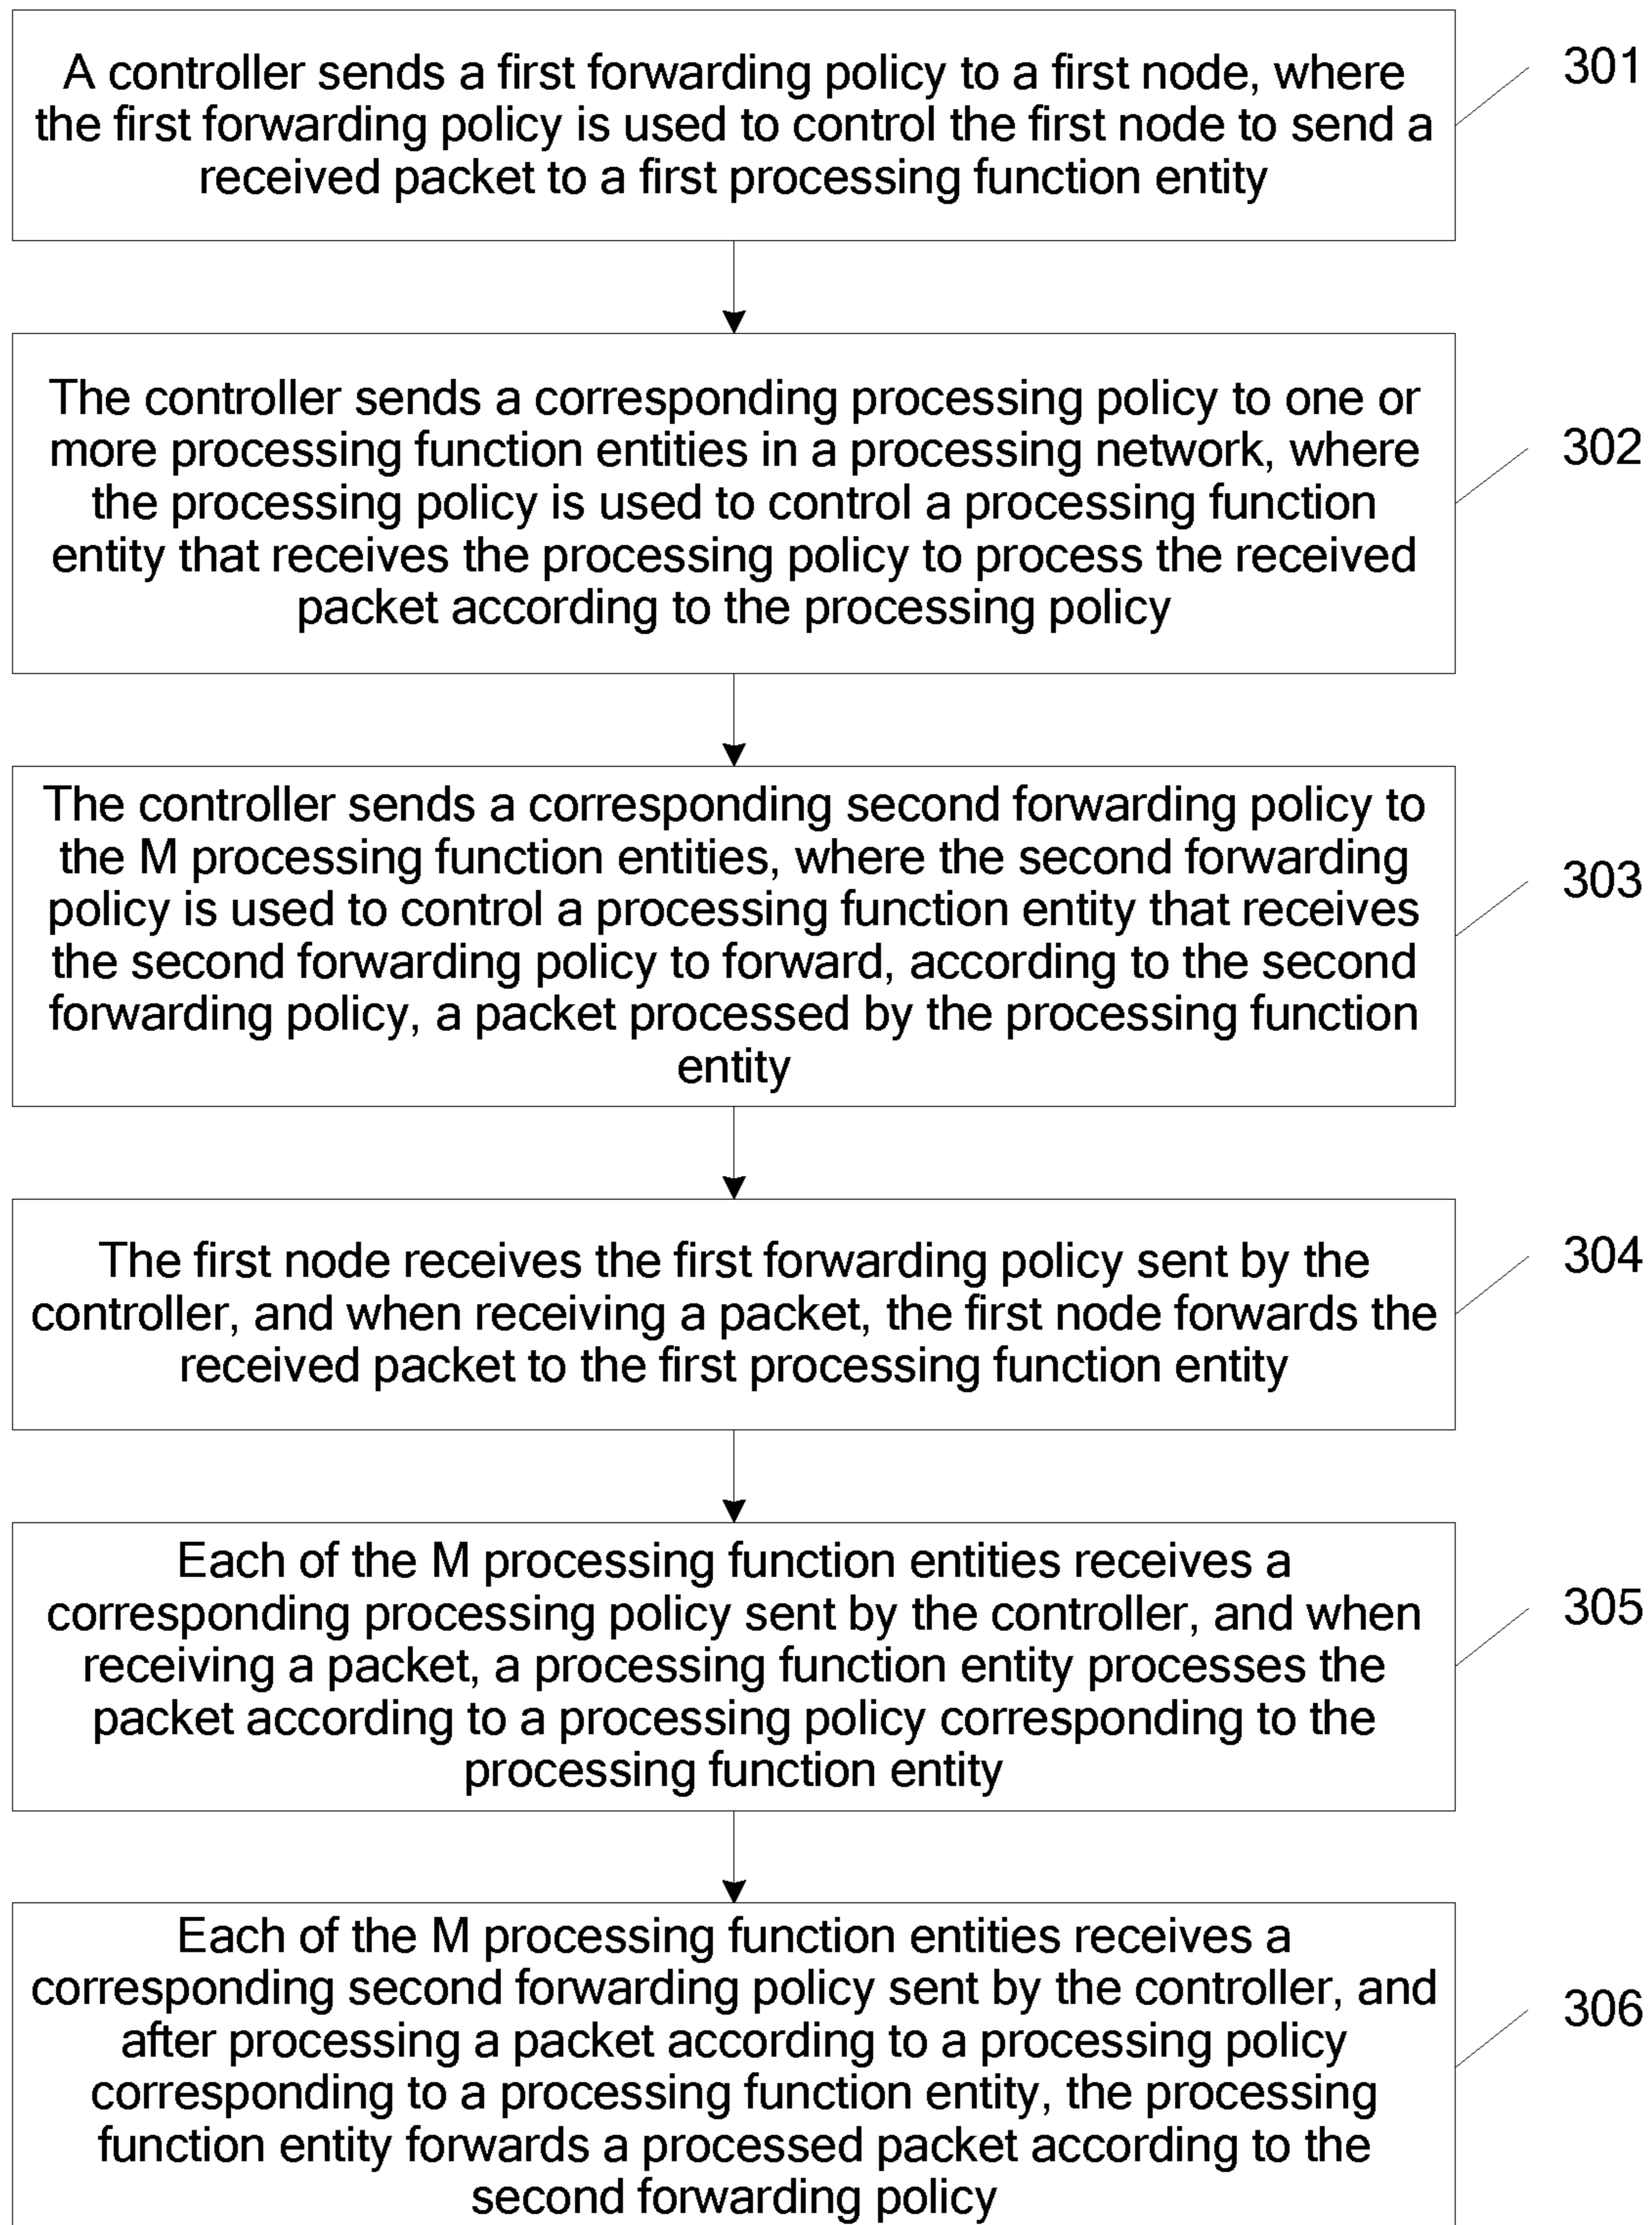 A controller sends a first forwarding policy to a first node, where
the first forwarding policy is used to control the first node to send a
received packet to a first processing function entity
301
The controller sends a corresponding processing policy to one or
more processing function entities in a processing network, where
the processing policy is used to control a processing function
entity that receives the processing policy to process the received
packet according to the processing policy
302
The controller sends a corresponding second forwarding policy to
the M processing function entities, where the second forwarding
policy is used to control a processing function entity that receives
the second forwarding policy to forward, according to the second
forwarding policy, a packet processed by the processing function
entity
303
The first node receives the first forwarding policy sent by the
controller, and when receiving a packet, the first node forwards the
received packet to the first processing function entity
304
Each of the M processing function entities receives a
corresponding processing policy sent by the controller, and when
receiving a packet, a processing function entity processes the
packet according to a processing policy corresponding to the
processing function entity
305
Each of the M processing function entities receives a
corresponding second forwarding policy sent by the controller, and
after processing a packet according to a processing policy
corresponding to a processing function entity, the processing
function entity forwards a processed packet according to the
second forwarding policy
306